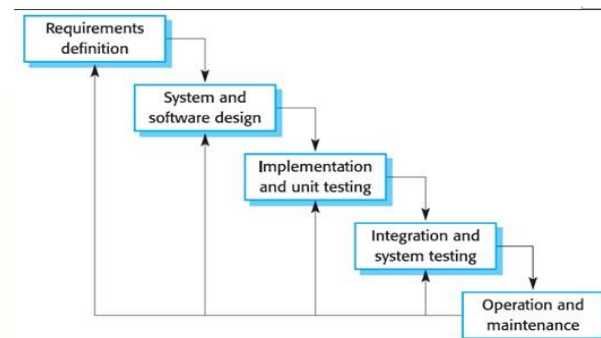 Requirements
definition
System and
software design
Implementation
and unit testing
Integration and
system testing
Operation and
maintenance